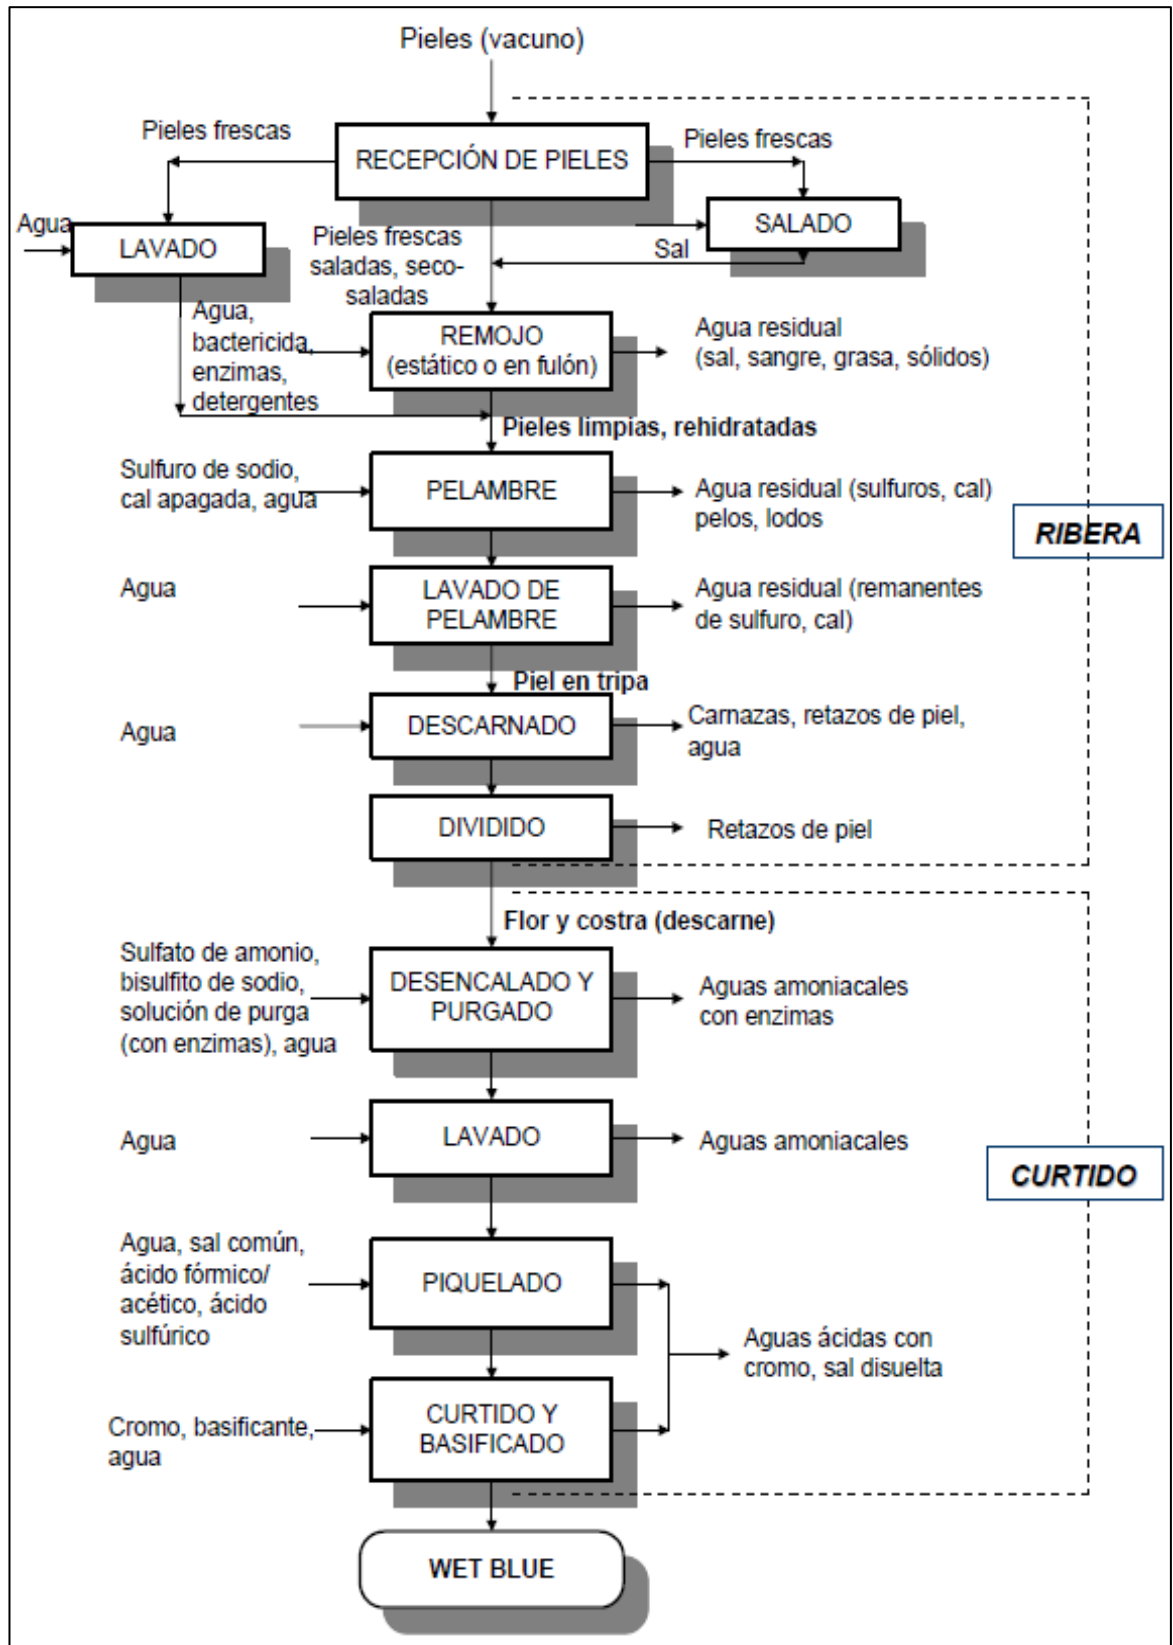 Pieles (vacuno)
Pieles frescas
RECEPCIÓN DE PIELES
Pieles frescas
Agua
LAVADO
SALADO
Sal
Pieles frescas
saladas, seco-
saladas
Agua,
bactericida,
enzimas,
detergentes
REMOJO
(estático o en fulón)
Agua residual
(sal, sangre, grasa, sólidos)
Pieles limpias, rehidratadas
Sulfuro de sodio,
cal apagada, agua
PELAMBRE
Agua residual (sulfuros, cal)
pelos, lodos
RIBERA
Agua
LAVADO DE
PELAMBRE
Agua residual (remanentes
de sulfuro, cal)
Piel en tripa
Agua
DESCARNADO
Carnazas, retazos de piel,
agua
DIVIDIDO
Retazos de piel
Flor y costra (descarne)
Sulfato de amonio,
bisulfito de sodio,
solución de purga
(con enzimas), agua
DESENCALADO Y
PURGADO
Aguas amoniacales
con enzimas
Agua
LAVADO
Aguas amoniacales
CURTIDO
Agua, sal común,
ácido fórmico/
acético, ácido
sulfúrico
PIQUELADO
Aguas ácidas con
cromo, sal disuelta
Cromo, basificante,
agua
CURTIDO Y
BASIFICADO
WET BLUE